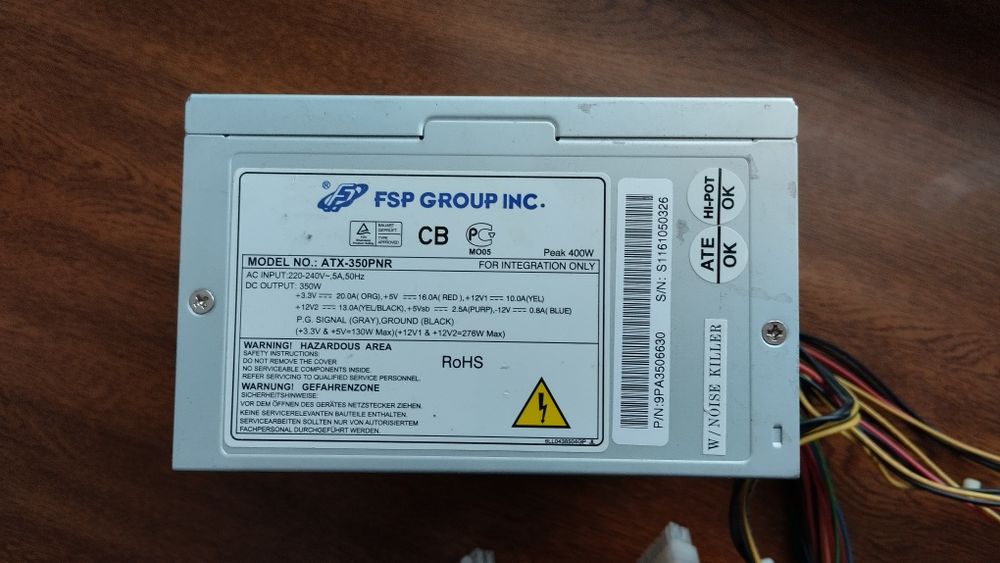 ® FSP GROUP INC.
BAUART GEPRÜFT
TYPE APPROVED
CB
MO05
Peak 400W
MODEL NO.: ATX-350PNR FOR INTEGRATION ONLY
AC INPUT:220-240V~,5A,50Hz
DC OUTPUT: 350W
+3.3V 20.0A( ORG),+5V 16.0A( RED ),+12V1 10.0A(YEL)
+12V2 13.0A(YEL/BLACK),+5Vsb 2.5A(PURP),-12V 0.8A( BLUE)
P.G. SIGNAL (GRAY),GROUND (BLACK)
(+3.3V & +5V=130W Max)(+12V1 & +12V2=276W Max)
WARNING! HAZARDOUS AREA
SAFETY INSTRUCTIONS:
DO NOT REMOVE THE COVER
NO SERVICEABLE COMPONENTS INSIDE.
REFER SERVICING TO QUALIFIED SERVICE PERSONNEL.
RoHS
WARNUNG! GEFAHRENZONE
SICHERHEITSHINWEISE:
VOR DEM ÖFFNEN DES GERÄTES NETZSTECKER ZIEHEN.
KEINE SERVICERELEVANTEN BAUTEILE ENTHALTEN.
SERVICEARBEITEN SOLLTEN NUR VON AUTORISIERTEM
FACHPERSONAL DURCHGEFÜHRT WERDEN.
P/N:9PA3506630 S/N: S1161050326
HI-POT
OK
ATE
OK
W/NOISE KILLER